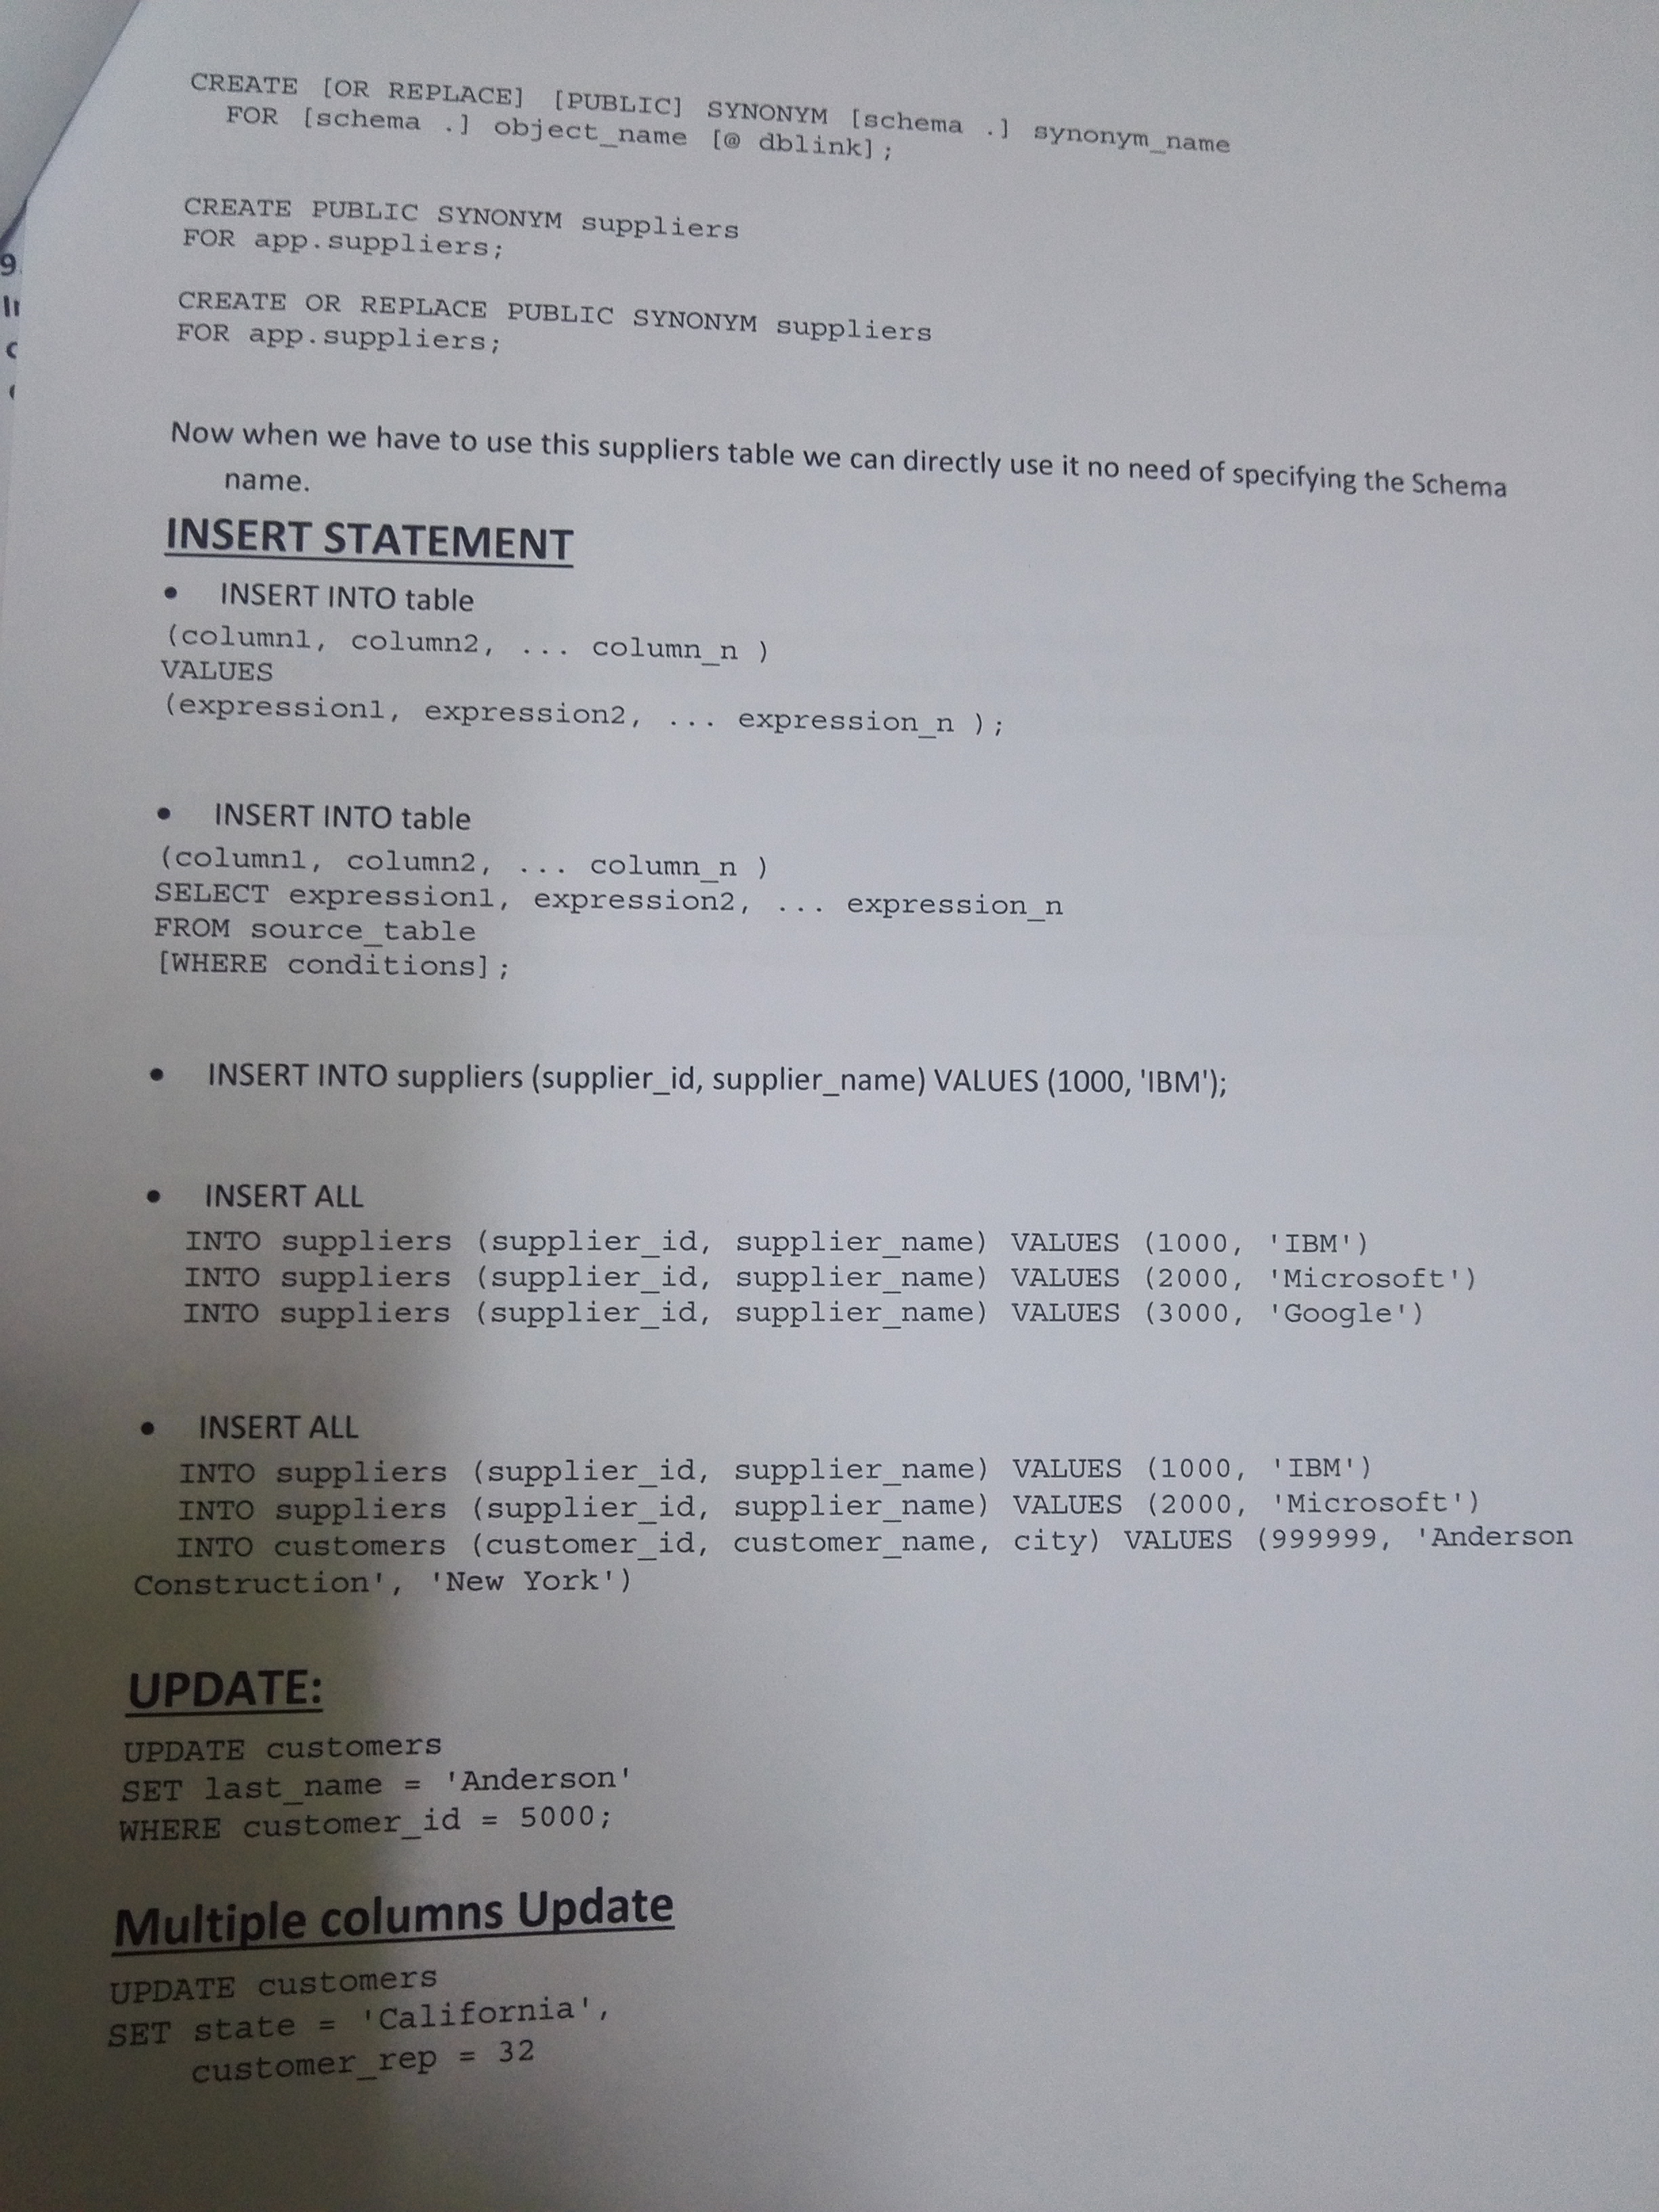 CREATE [OR REPLACE] [PUBLIC] SYNONYM [schema .] synonym_name
FOR [schema .] object_name [@ dblink];
CREATE PUBLIC SYNONYM suppliers
FOR app.suppliers;
CREATE OR REPLACE PUBLIC SYNONYM suppliers
FOR app.suppliers;
Now when we have to use this suppliers table we can directly use it no need of specifying the Schema
name.
INSERT STATEMENT
• INSERT INTO table
(column1, column2, ... column_n )
VALUES
(expression1, expression2, ... expression_n );
• INSERT INTO table
(column1, column2, ... column_n )
SELECT expression1, expression2, ... expression_n
FROM source_table
[WHERE conditions];
• INSERT INTO suppliers (supplier_id, supplier_name) VALUES (1000, 'IBM');
• INSERT ALL
INTO suppliers (supplier_id, supplier_name) VALUES (1000, 'IBM')
INTO suppliers (supplier_id, supplier_name) VALUES (2000, 'Microsoft')
INTO suppliers (supplier_id, supplier_name) VALUES (3000, 'Google')
• INSERT ALL
INTO suppliers (supplier_id, supplier_name) VALUES (1000, 'IBM')
INTO suppliers (supplier_id, supplier_name) VALUES (2000, 'Microsoft')
INTO customers (customer_id, customer_name, city) VALUES (999999, 'Anderson
Construction', 'New York')
UPDATE:
UPDATE customers
SET last_name = 'Anderson'
WHERE customer_id = 5000;
Multiple columns Update
UPDATE customers
SET state = 'California',
customer_rep = 32